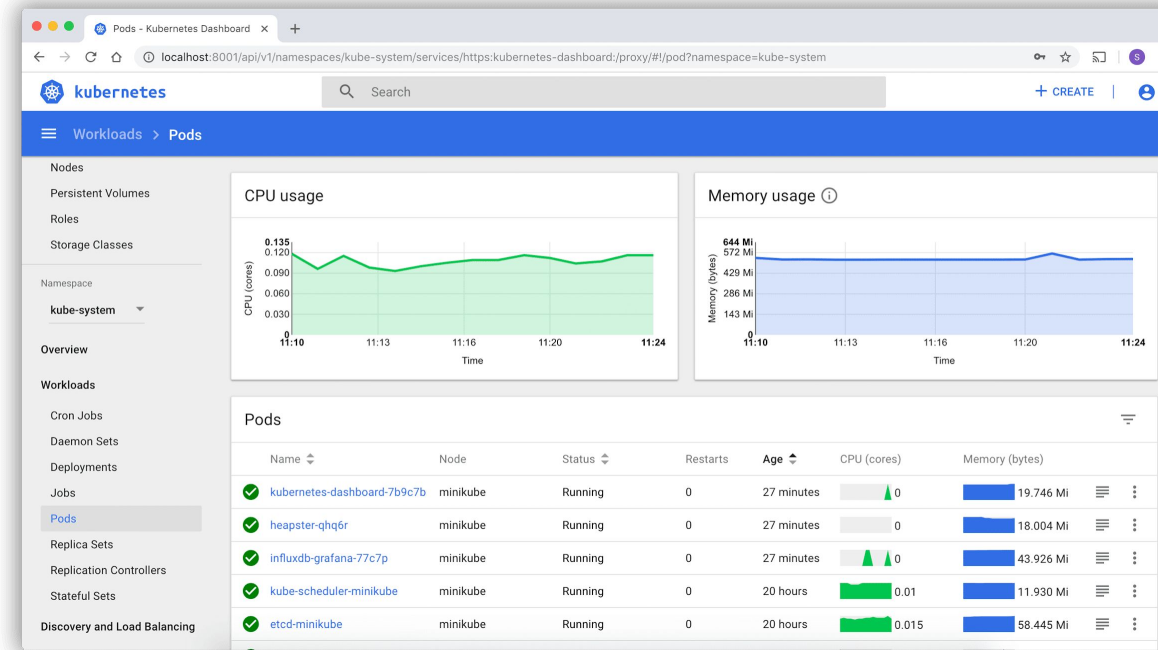 Pods - Kubernetes Dashboard
localhost:8001/api/v1/namespaces/kube-system/services/https:kubernetes-dashboard:/proxy/#!/pod?namespace=kube-system
S
kubernetes
Search
+ CREATE
Workloads > Pods
Nodes
Persistent Volumes
Roles
Storage Classes
Namespace
kube-system
Overview
Workloads
Cron Jobs
Daemon Sets
Deployments
Jobs
Pods
Replica Sets
Replication Controllers
Stateful Sets
Discovery and Load Balancing
CPU usage
CPU (cores)
0.135
0.120
0.090
0.060
0.030
0
11:10 11:13 11:16 11:20 11:24
Time
Memory usage
Memory (bytes)
644 Mi
572 Mi
429 Mi
286 Mi
143 Mi
0
11:10 11:13 11:16 11:20 11:24
Time
Pods
Name Node Status Restarts Age CPU (cores) Memory (bytes)
kubernetes-dashboard-7b9c7b minikube Running 0 27 minutes 0 19.746 Mi
heapster-qhq6r minikube Running 0 27 minutes 0 18.004 Mi
influxdb-grafana-77c7p minikube Running 0 27 minutes 0 43.926 Mi
kube-scheduler-minikube minikube Running 0 20 hours 0.01 11.930 Mi
etcd-minikube minikube Running 0 20 hours 0.015 58.445 Mi